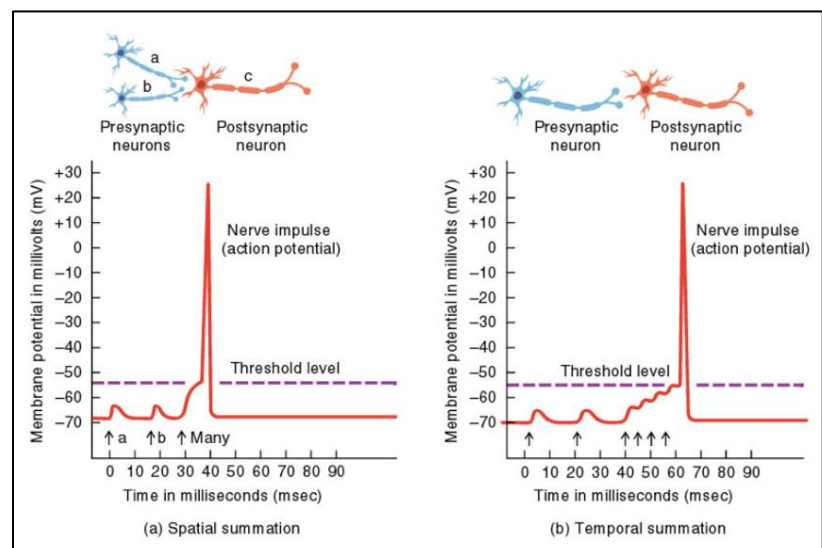 a
b
c
Presynaptic
neurons
Postsynaptic
neuron
Membrane potential in millivolts (mV)
+30
+20
+10
0
–10
–20
–30
–40
–50
–60
–70
Nerve impulse
(action potential)
Threshold level
a
b
Many
0 10 20 30 40 50 60 70 80 90
Time in milliseconds (msec)
(a) Spatial summation
Presynaptic
neuron
Postsynaptic
neuron
Membrane potential in millivolts (mV)
+30
+20
+10
0
–10
–20
–30
–40
–50
–60
–70
Nerve impulse
(action potential)
Threshold level
0 10 20 30 40 50 60 70 80 90
Time in milliseconds (msec)
(b) Temporal summation